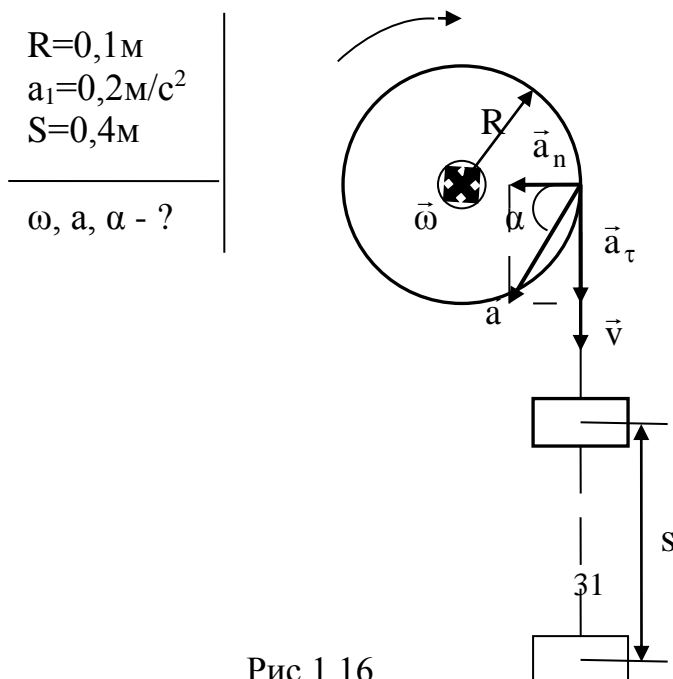 R=0,1м
a₁=0,2м/с²
S=0,4м
ω, a, α - ?
R
a⃗ₙ
ω⃗
α
a⃗τ
a
v⃗
s
31
Рис 1.16